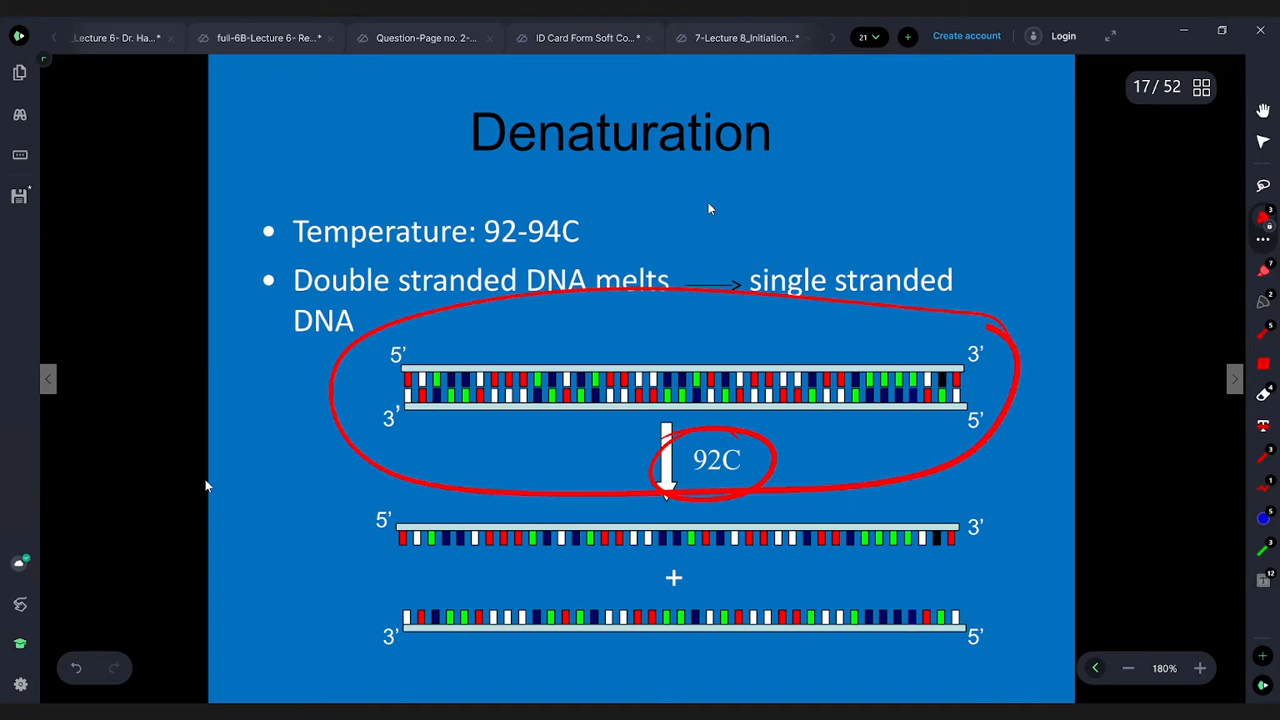 _Lecture 6- Dr. Ha...*
full-6B-Lecture 6- Re...*
Question-Page no. 2-...
ID Card Form Soft Co...*
7-Lecture 8_Initiation...*
21
Create account
Login
17 / 52
Denaturation
• Temperature: 92-94C
• Double stranded DNA melts → single stranded
DNA
5’
3’
3’
5’
92C
5’
3’
+
3’
5’
180%